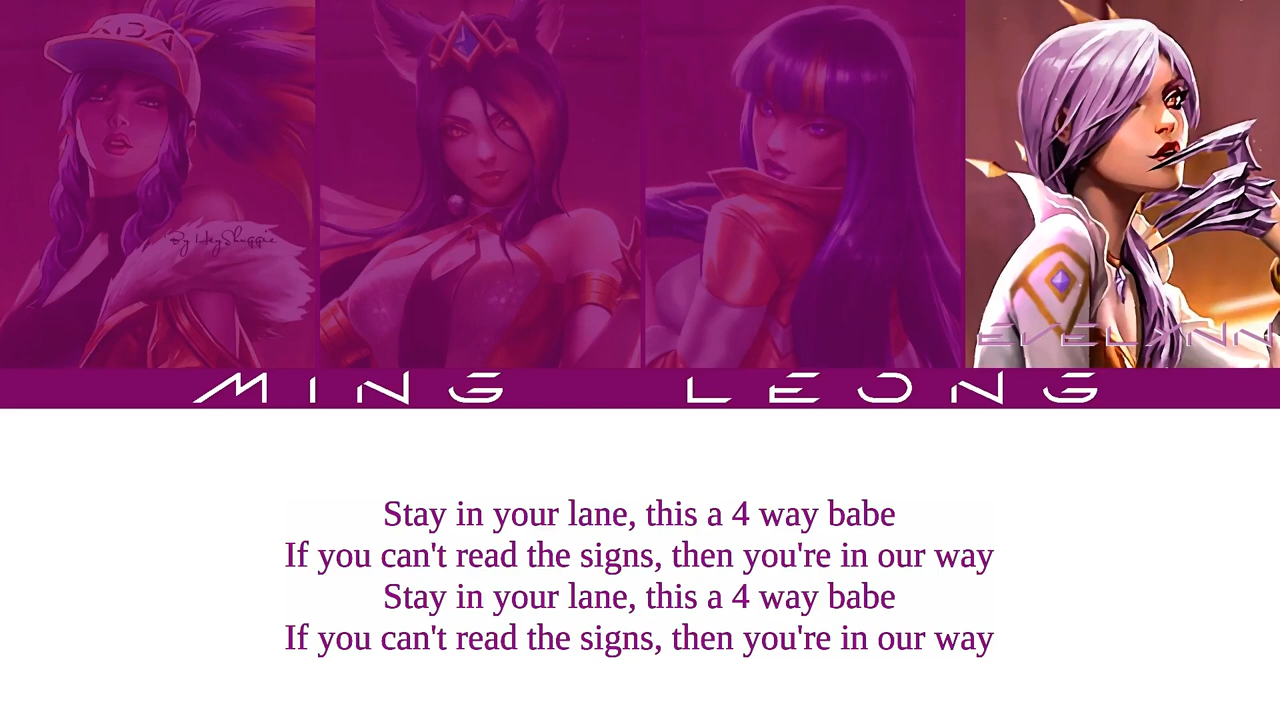 K/DA
By HeyShuggie
EVELYNN
MING LEONG
Stay in your lane, this a 4 way babe
If you can't read the signs, then you're in our way
Stay in your lane, this a 4 way babe
If you can't read the signs, then you're in our way